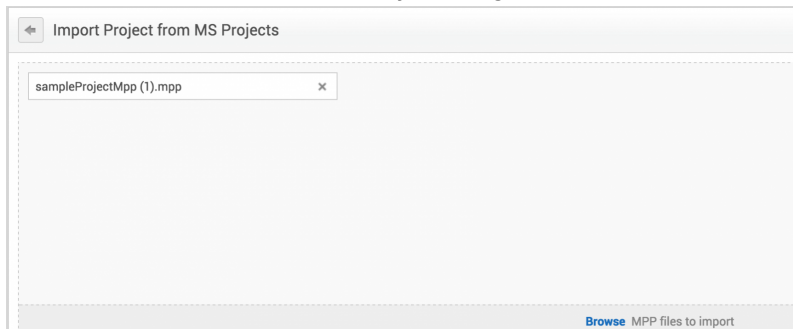 Import Project from MS Projects
sampleProjectMpp (1).mpp
Browse MPP files to import